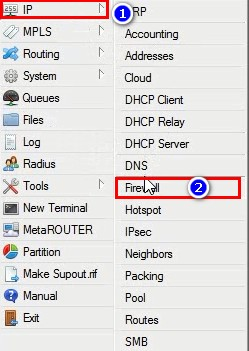 IP
MPLS
Routing
System
Queues
Files
Log
Radius
Tools
New Terminal
MetaROUTER
Partition
Make Supout.rif
Manual
Exit
1
RP
Accounting
Addresses
Cloud
DHCP Client
DHCP Relay
DHCP Server
DNS
Firewall 2
Hotspot
IPsec
Neighbors
Packing
Pool
Routes
SMB